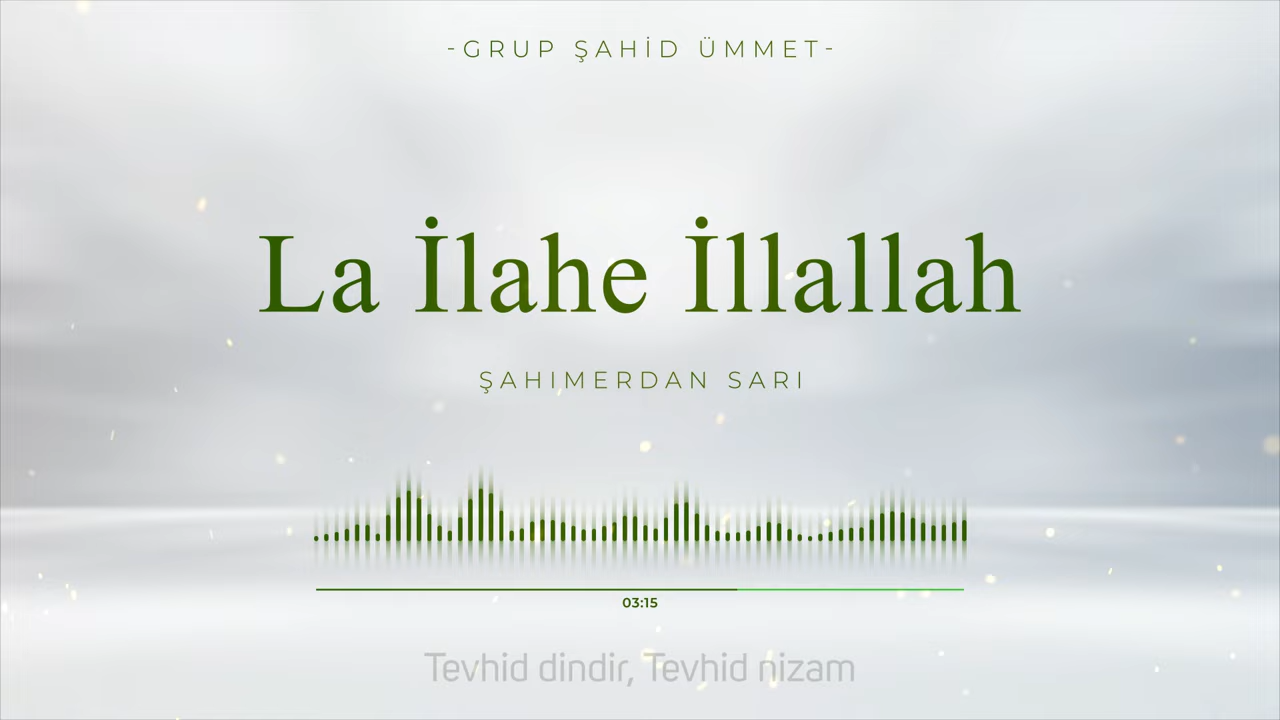 -GRUP ŞAHİD ÜMMET-
La İlahe İllallah
ŞAHIMERDAN SARI
03:15
Tevhid dindir, Tevhid nizam